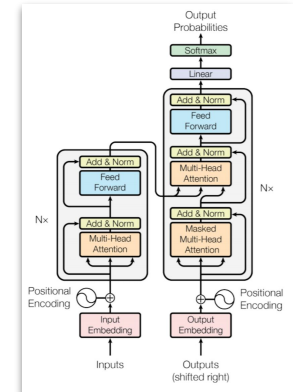 Output
Probabilities
Softmax
Linear
Add & Norm
Feed
Forward
Add & Norm
Multi-Head
Attention
Add & Norm
Masked
Multi-Head
Attention
Nx
Positional
Encoding
Output
Embedding
Outputs
(shifted right)
Add & Norm
Feed
Forward
Add & Norm
Multi-Head
Attention
Nx
Positional
Encoding
Input
Embedding
Inputs